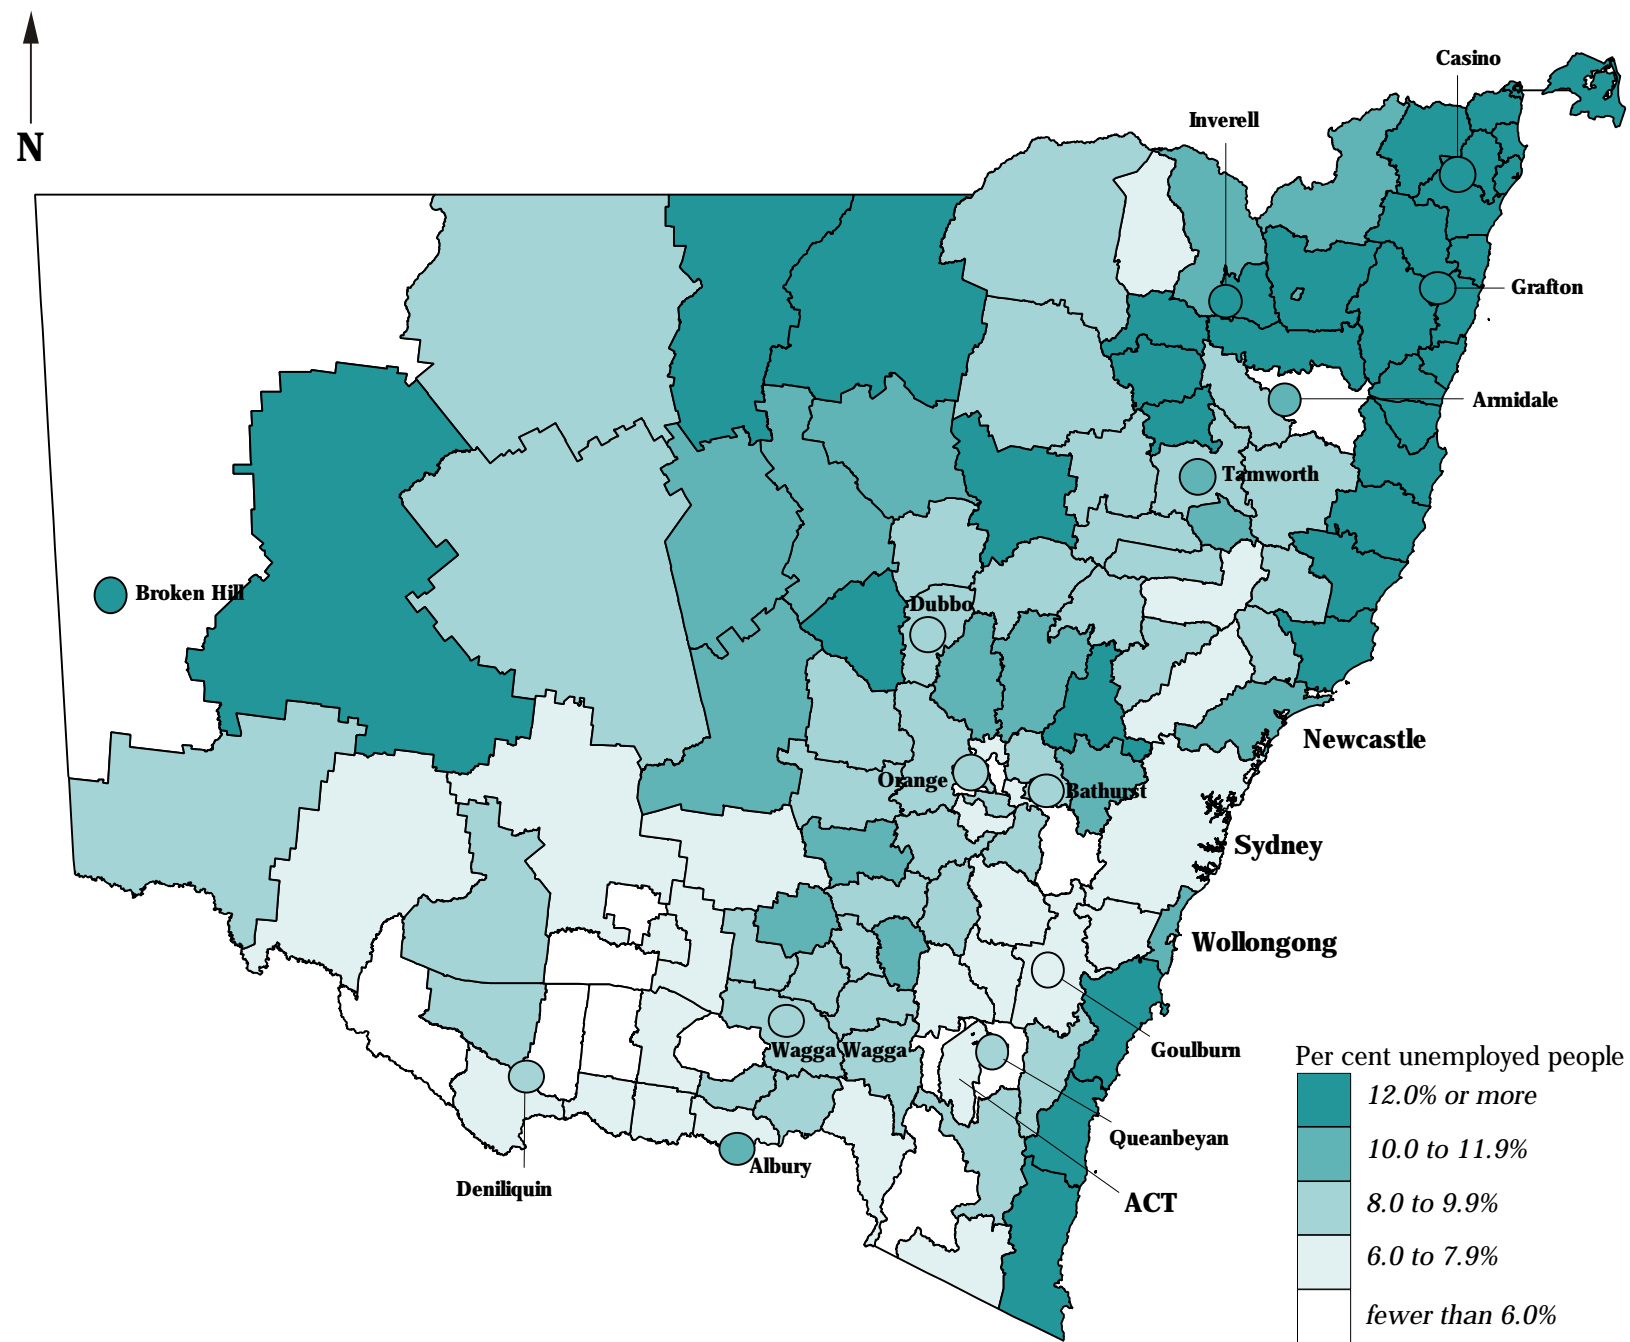 Casino
Inverell
N
Grafton
Armidale
Tamworth
Broken Hill
Dubbo
Newcastle
Orange
Bathurst
Sydney
Wollongong
Wagga Wagga
Goulburn
Queanbeyan
Albury
Deniliquin
ACT
Per cent unemployed people
12.0% or more
10.0 to 11.9%
8.0 to 9.9%
6.0 to 7.9%
fewer than 6.0%